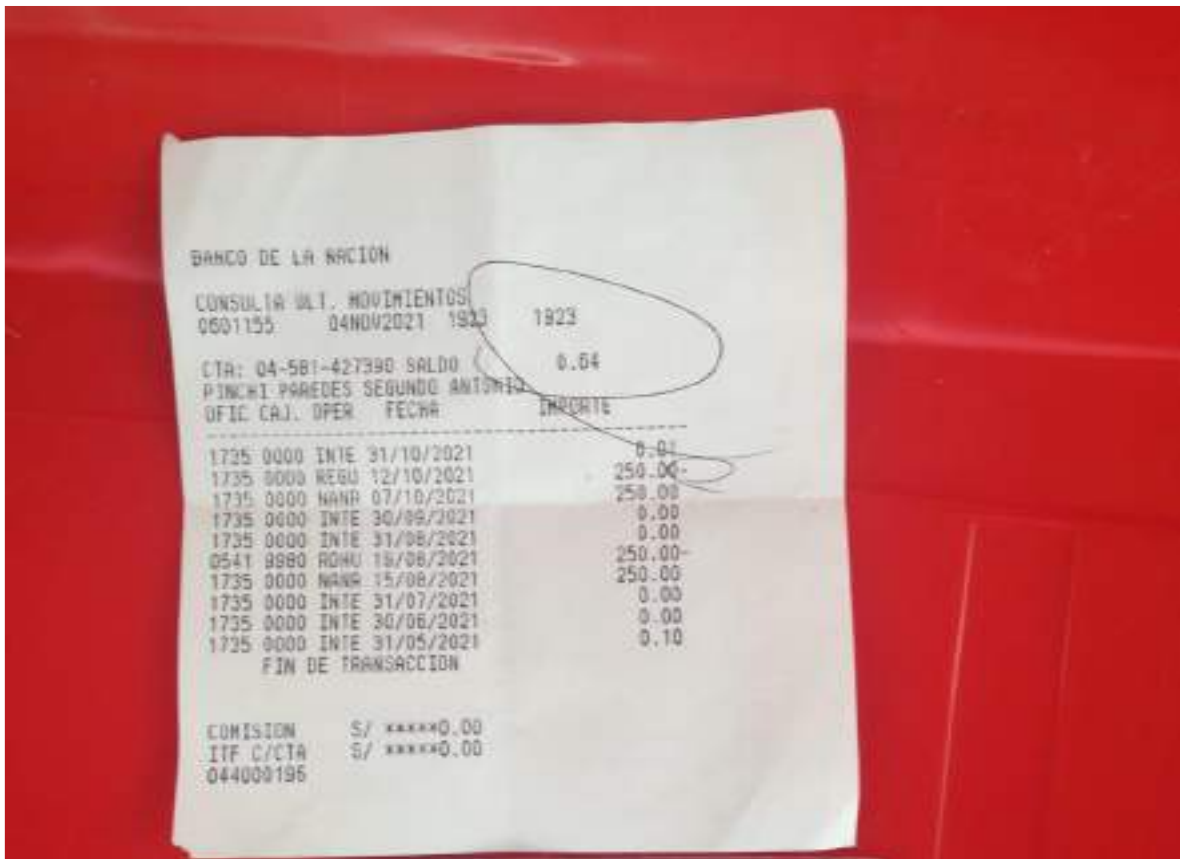 BANCO DE LA NACION
CONSULTA ULT. MOVIMIENTOS
0601155 04NOV2021 1923 1923
CTA: 04-581-427390 SALDO 0.64
PINCHI PAREDES SEGUNDO ANTONIO
OFIC CAJ. OPER FECHA IMPORTE
1735 0000 INTE 31/10/2021 0.01
1735 0000 REGU 12/10/2021 250.00-
1735 0000 NANA 07/10/2021 250.00
1735 0000 INTE 30/09/2021 0.00
1735 0000 INTE 31/08/2021 0.00
0541 9980 18/08/2021 250.00-
1735 0000 NANA 15/08/2021 250.00
1735 0000 INTE 31/07/2021 0.00
1735 0000 INTE 30/06/2021 0.00
1735 0000 INTE 31/05/2021 0.10
FIN DE TRANSACCION
COMISION S/ *****0.00
ITF C/CTA S/ *****0.00
044000196